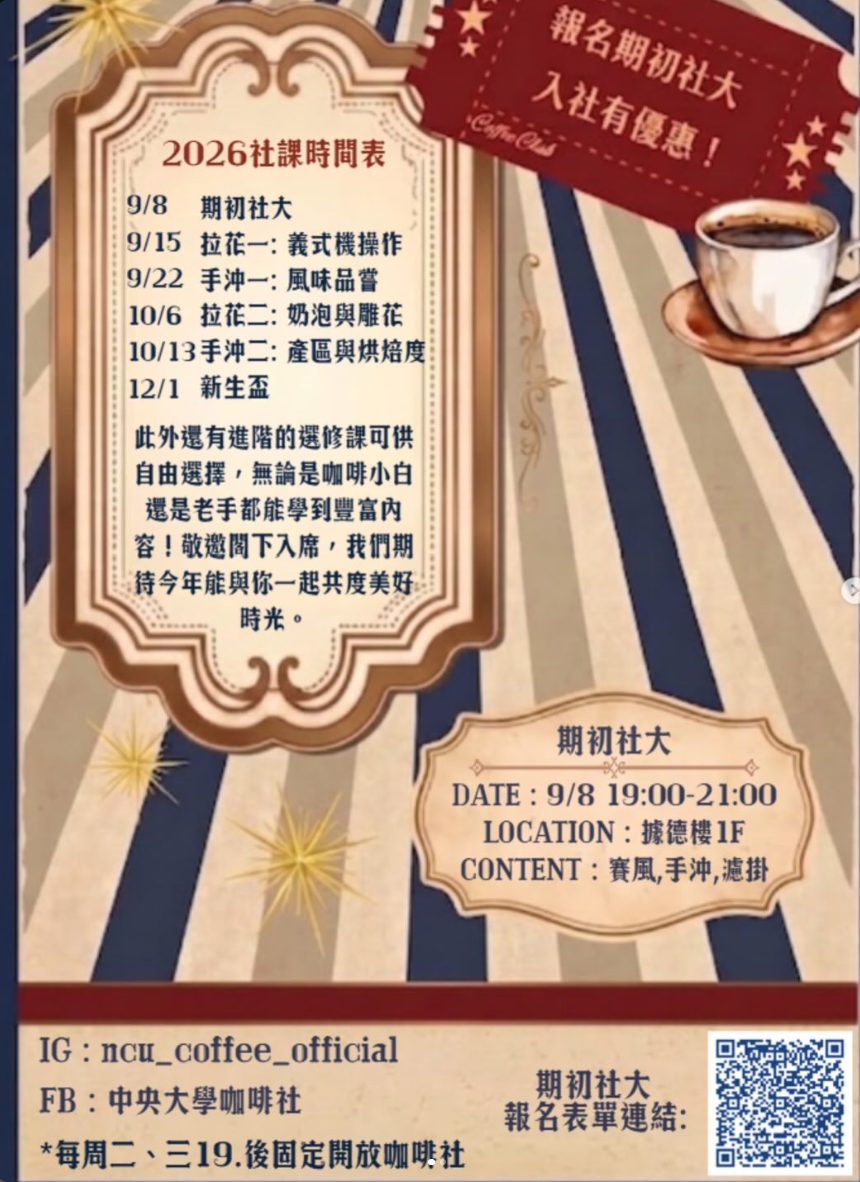 報名期初社大
入社有優惠!
Coffee Club
2026社課時間表
9/8 期初社大
9/15 拉花一: 義式機操作
9/22 手沖一: 風味品嘗
10/6 拉花二: 奶泡與雕花
10/13 手沖二: 產區與烘焙度
12/1 新生盃
此外還有進階的選修課可供
自由選擇，無論是咖啡小白
還是老手都能學到豐富內
容！敬邀閣下入席，我們期
待今年能與你一起共度美好
時光。
期初社大
DATE：9/8 19:00-21:00
LOCATION：據德樓1F
CONTENT：賽風,手沖,濾掛
IG：ncu_coffee_official
FB：中央大學咖啡社
*每周二、三19.後固定開放咖啡社
期初社大
報名表單連結: